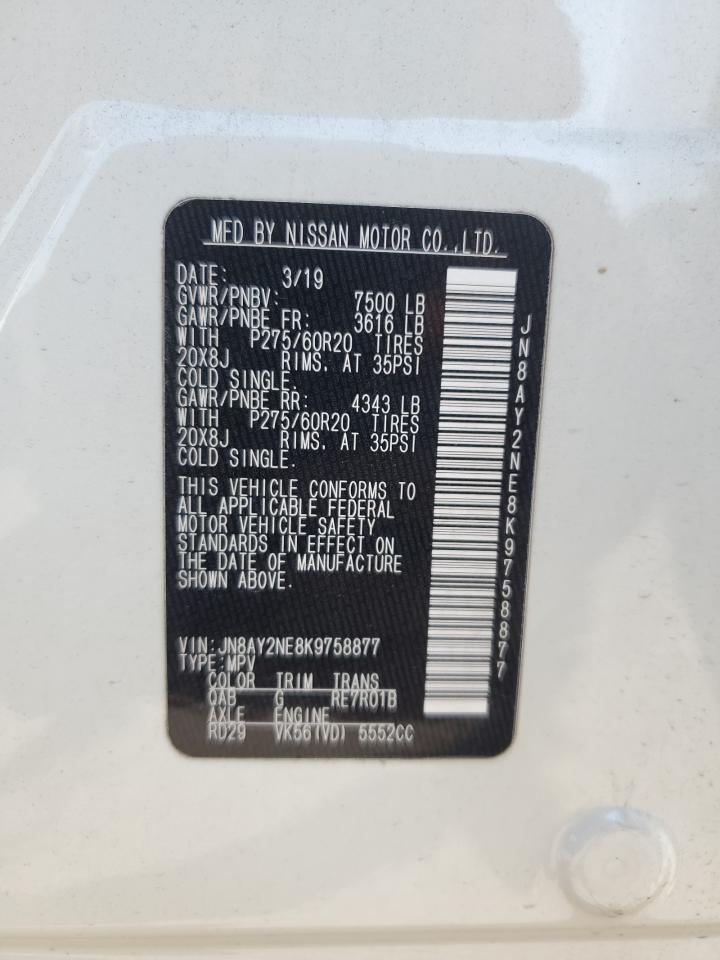 MFD BY NISSAN MOTOR CO.,LTD.
DATE: 3/19
GVWR/PNBV: 7500 LB
GAWR/PNBE FR: 3616 LB
WITH P275/60R20 TIRES
20X8J RIMS. AT 35PSI
COLD SINGLE.
GAWR/PNBE RR: 4343 LB
WITH P275/60R20 TIRES
20X8J RIMS. AT 35PSI
COLD SINGLE.
THIS VEHICLE CONFORMS TO
ALL APPLICABLE FEDERAL
MOTOR VEHICLE SAFETY
STANDARDS IN EFFECT ON
THE DATE OF MANUFACTURE
SHOWN ABOVE.
VIN:JN8AY2NE8K9758877
TYPE:MPV
COLOR TRIM TRANS
QAB G RE7R01B
AXLE ENGINE
RD29 VK56(VD) 5552CC
JN8AY2NE8K9758877